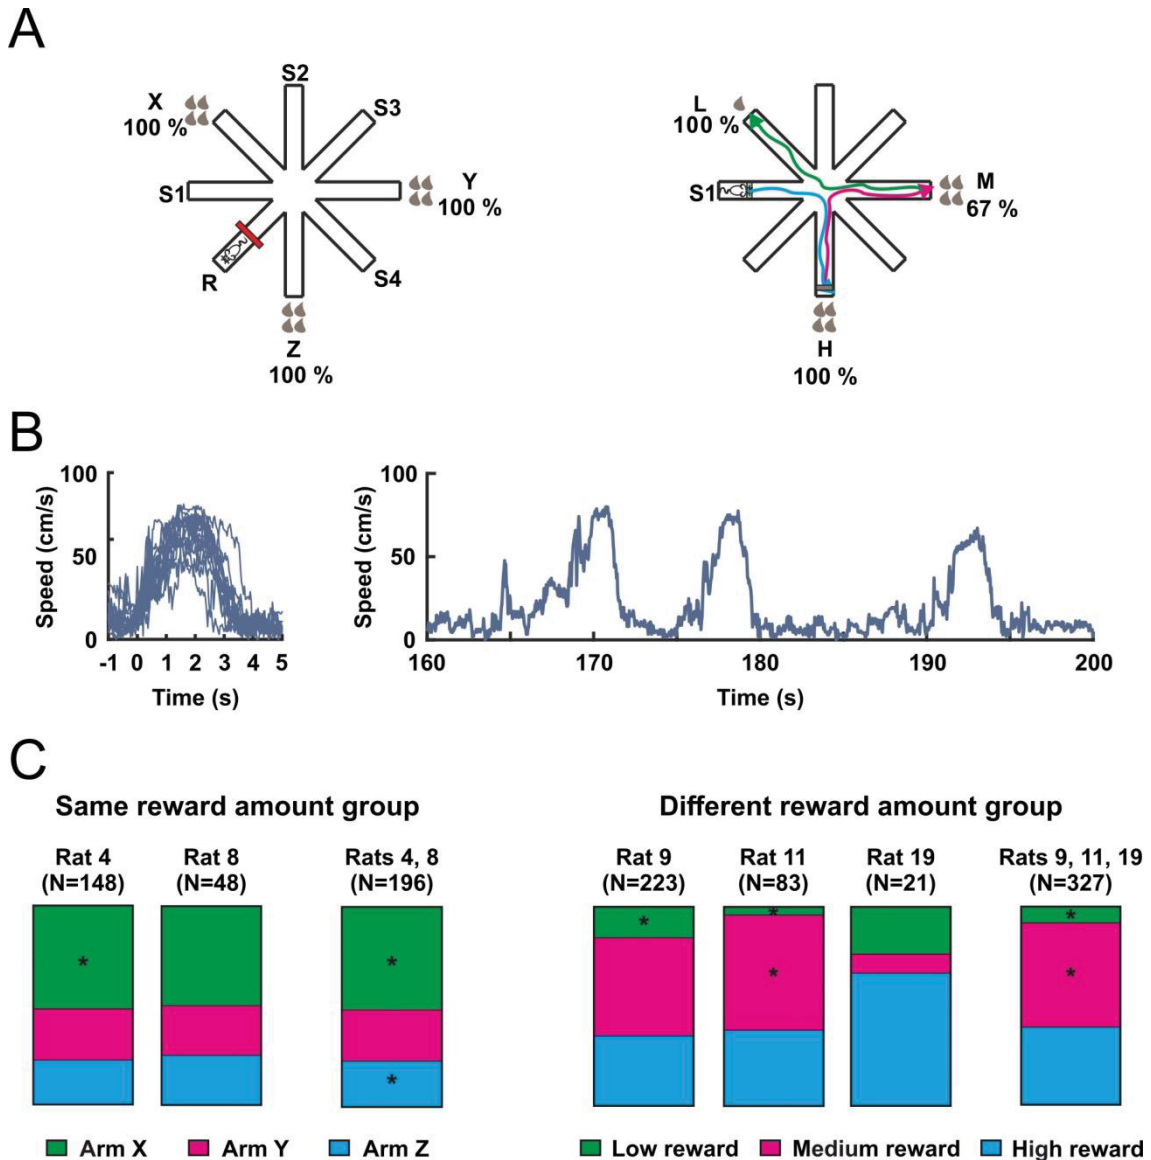 A
X
100 %
S2
S3
S1
Y
100 %
R
S4
Z
100 %
L
100 %
S1
M
67 %
H
100 %
B
Speed (cm/s)
100
50
0
-1 0 1 2 3 4 5
Time (s)
Speed (cm/s)
100
50
0
160 170 180 190 200
Time (s)
C
Same reward amount group
Rat 4
(N=148)
Rat 8
(N=48)
Rats 4, 8
(N=196)
*
*
*
Arm X Arm Y Arm Z
Different reward amount group
Rat 9
(N=223)
Rat 11
(N=83)
Rat 19
(N=21)
Rats 9, 11, 19
(N=327)
*
*
*
*
*
Low reward Medium reward High reward